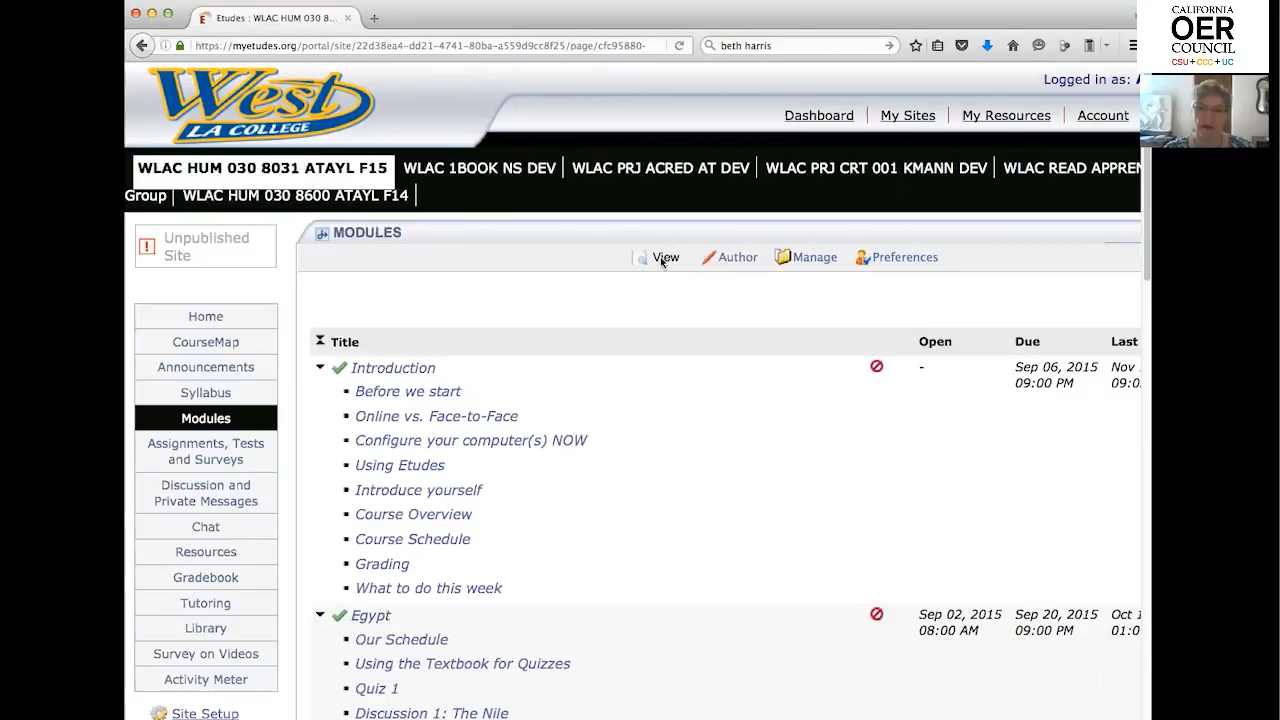 Etudes : WLAC HUM 030 8...
https://myetudes.org/portal/site/22d38ea4-dd21-4741-80ba-a559d9cc8f25/page/cfc95880-
beth harris
CALIFORNIA
OER
COUNCIL
CSU+CCC+UC
West
LA COLLEGE
Logged in as:
Dashboard My Sites My Resources Account
WLAC HUM 030 8031 ATAYL F15 WLAC 1BOOK NS DEV WLAC PRJ ACRED AT DEV WLAC PRJ CRT 001 KMANN DEV WLAC READ APPREN
Group WLAC HUM 030 8600 ATAYL F14
Unpublished
Site
Home
CourseMap
Announcements
Syllabus
Modules
Assignments, Tests
and Surveys
Discussion and
Private Messages
Chat
Resources
Gradebook
Tutoring
Library
Survey on Videos
Activity Meter
Site Setup
MODULES
View Author Manage Preferences
Title Open Due Last
Introduction - Sep 06, 2015 Nov
09:00 PM 09:0
Before we start
Online vs. Face-to-Face
Configure your computer(s) NOW
Using Etudes
Introduce yourself
Course Overview
Course Schedule
Grading
What to do this week
Egypt Sep 02, 2015 Sep 20, 2015 Oct 1
08:00 AM 09:00 PM 01:0
Our Schedule
Using the Textbook for Quizzes
Quiz 1
Discussion 1: The Nile